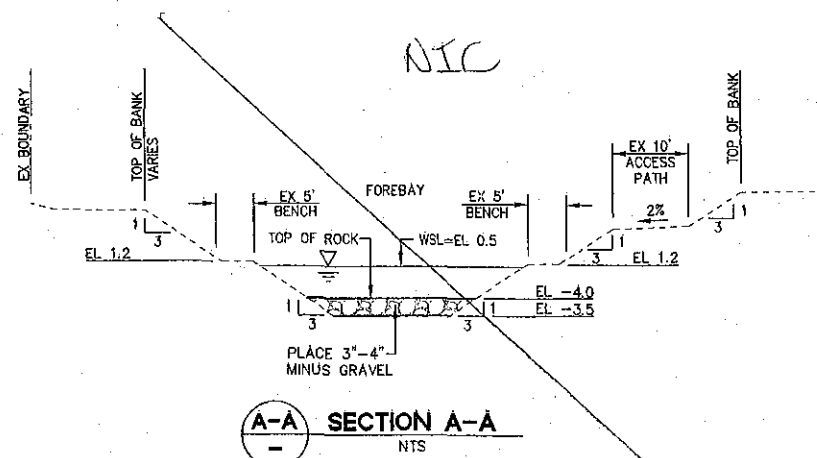 NIC
EX BOUNDARY
TOP OF BANK
VARIES
EX 5'
BENCH
FOREBAY
EX 5'
BENCH
EX 10'
ACCESS
PATH
TOP OF BANK
2%
1
3
TOP OF ROCK
WSL=EL 0.5
1
3
1
3
EL 1.2
EL 1.2
1
3
EL -4.0
EL -3.5
3
1
PLACE 3"-4"
MINUS GRAVEL
A-A
-
SECTION A-A
NTS